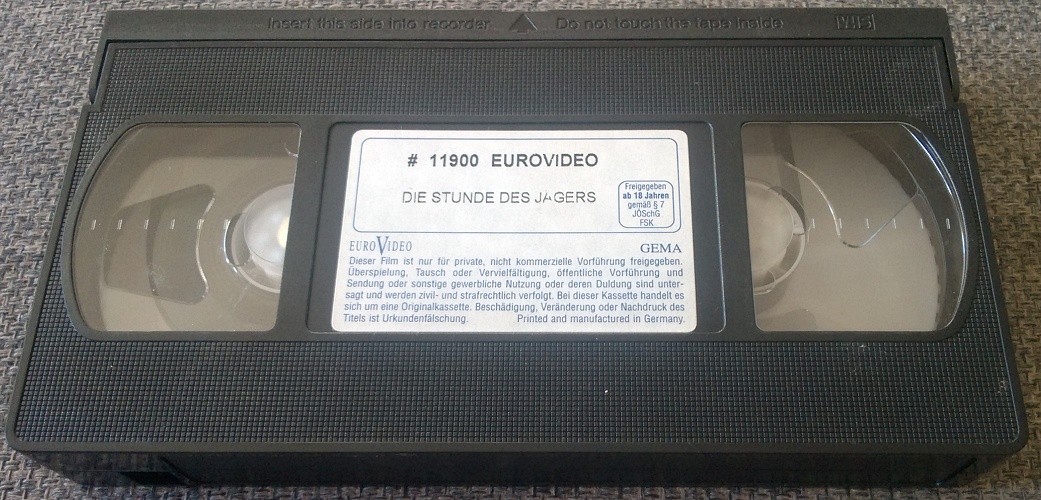 Insert this side into recorder Do not touch the tape inside VHS
# 11900 EUROVIDEO
DIE STUNDE DES JAGERS
Freigegeben
ab 18 Jahren
gemäß § 7
JÖSchG
FSK
EUROVIDEO GEMA
Dieser Film ist nur für private, nicht kommerzielle Vorführung freigegeben.
Überspielung, Tausch oder Vervielfältigung, öffentliche Vorführung und
Sendung oder sonstige gewerbliche Nutzung oder deren Duldung sind unter-
sagt und werden zivil- und strafrechtlich verfolgt. Bei dieser Kassette handelt es
sich um eine Originalkassette. Beschädigung, Veränderung oder Nachdruck des
Titels ist Urkundenfälschung. Printed and manufactured in Germany.